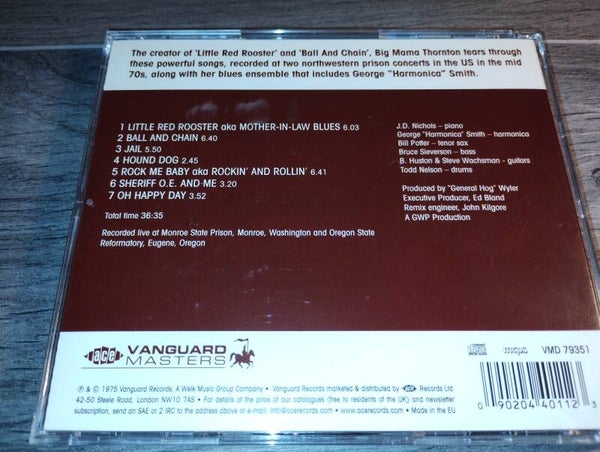 The creator of 'Little Red Rooster' and 'Ball And Chain', Big Mama Thornton tears through
these powerful songs, recorded at two northwestern prison concerts in the US in the mid
70s, along with her blues ensemble that includes George "Harmonica" Smith.
1 LITTLE RED ROOSTER aka MOTHER-IN-LAW BLUES 6.03
2 BALL AND CHAIN 6.40
3 JAIL 5.50
4 HOUND DOG 2.45
5 ROCK ME BABY aka ROCKIN' AND ROLLIN' 6.41
6 SHERIFF O.E. AND ME 3.20
7 OH HAPPY DAY 3.52
Total time 36:35
Recorded live at Monroe State Prison, Monroe, Washington and Oregon State
Reformatory, Eugene, Oregon
J.D. Nichols – piano
George "Harmonica" Smith – harmonica
Bill Potter – tenor sax
Bruce Sieverson – bass
B. Huston & Steve Wachsman - guitars
Todd Nelson – drums
Produced by "General Hog" Wyler
Executive Producer, Ed Bland
Remix engineer, John Kilgore
A GWP Production
ace
VANGUARD
MASTERS
mcps
VMD 79351
℗ & © 1975 Vanguard Records. A Welk Music Group Company • Vanguard Records marketed & distributed by ace Records Ltd
42-50 Steele Road, London NW10 7AS • For details of the price of our catalogues (free to residents of the UK) and newsletter
subscription, send an SAE or 2 IRC to the address above or e-mail: info@acerecords.com • www.acerecords.com • Made in the EU
0 90204 40112 3